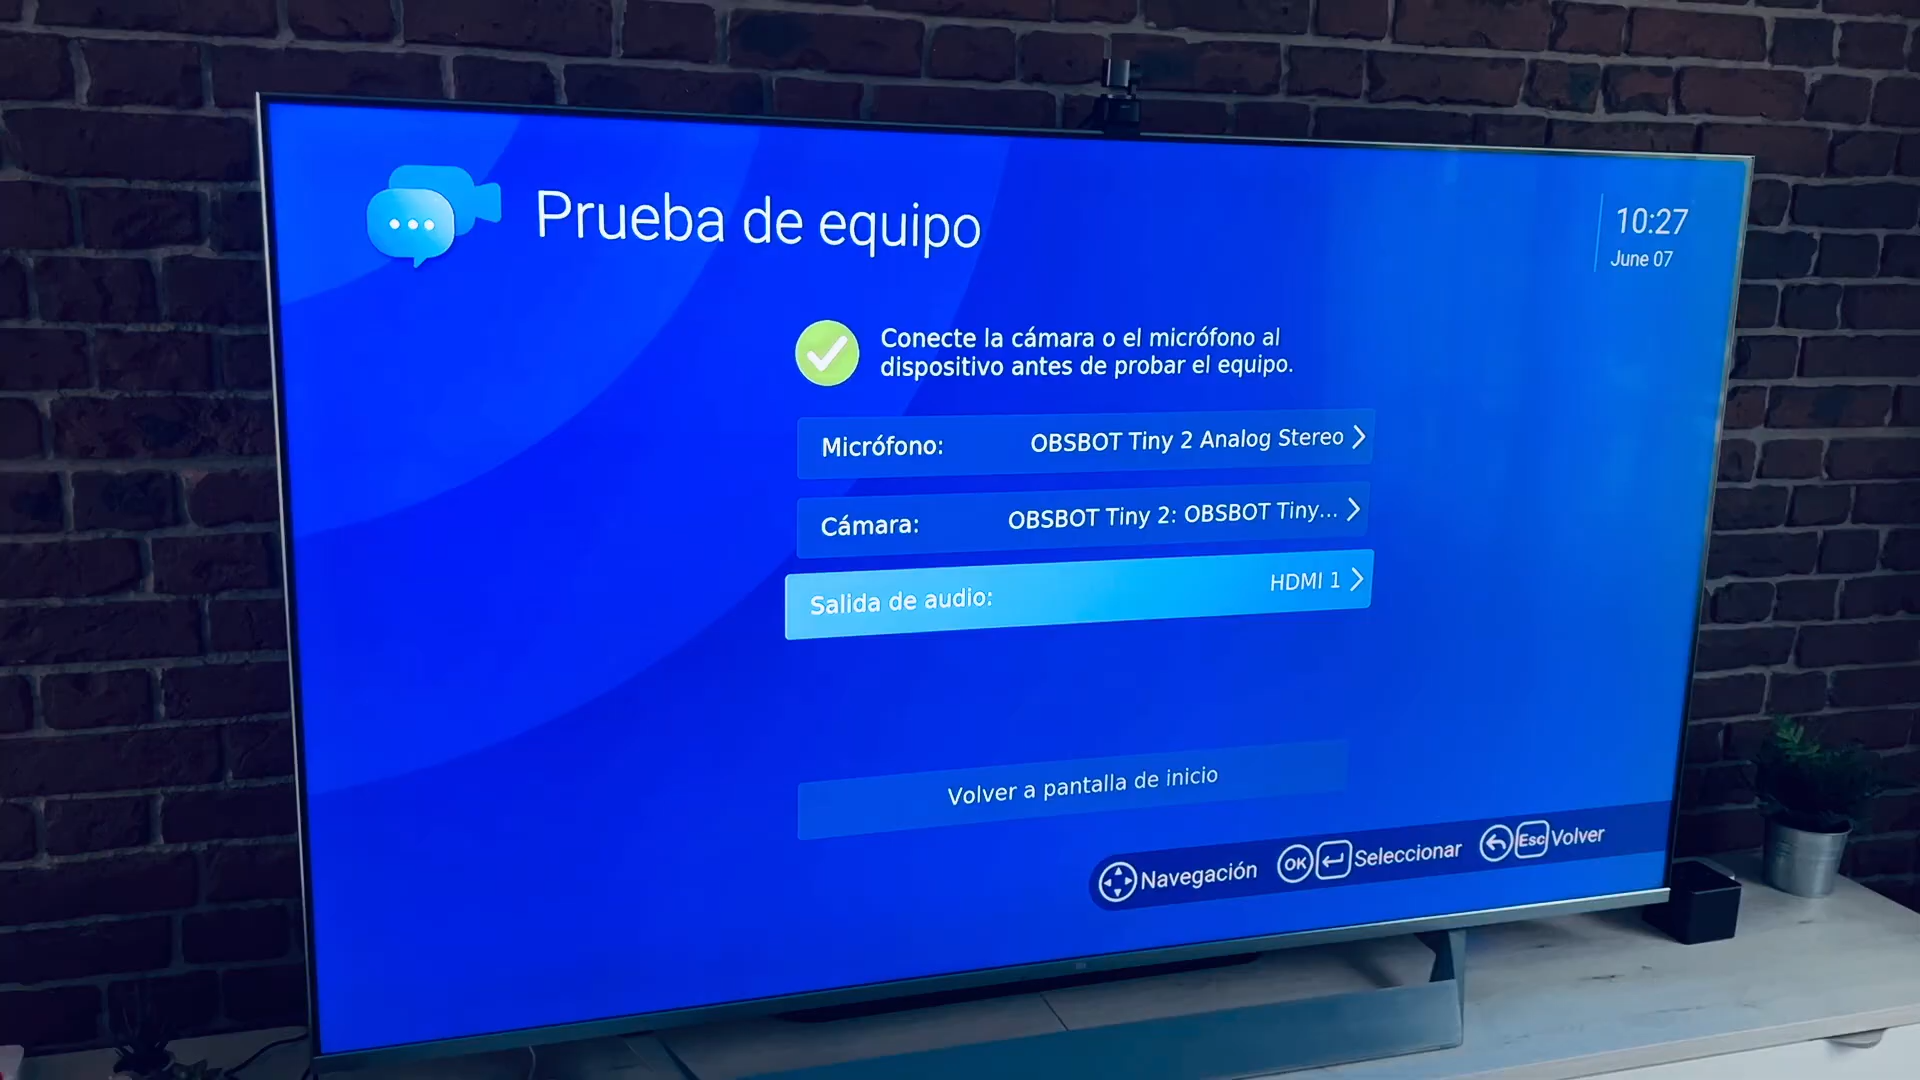 Prueba de equipo
10:27
June 07
Conecte la cámara o el micrófono al
dispositivo antes de probar el equipo.
Micrófono: OBSBOT Tiny 2 Analog Stereo
Cámara: OBSBOT Tiny 2: OBSBOT Tiny...
Salida de audio: HDMI 1
Volver a pantalla de inicio
Navegación OK Seleccionar Esc Volver